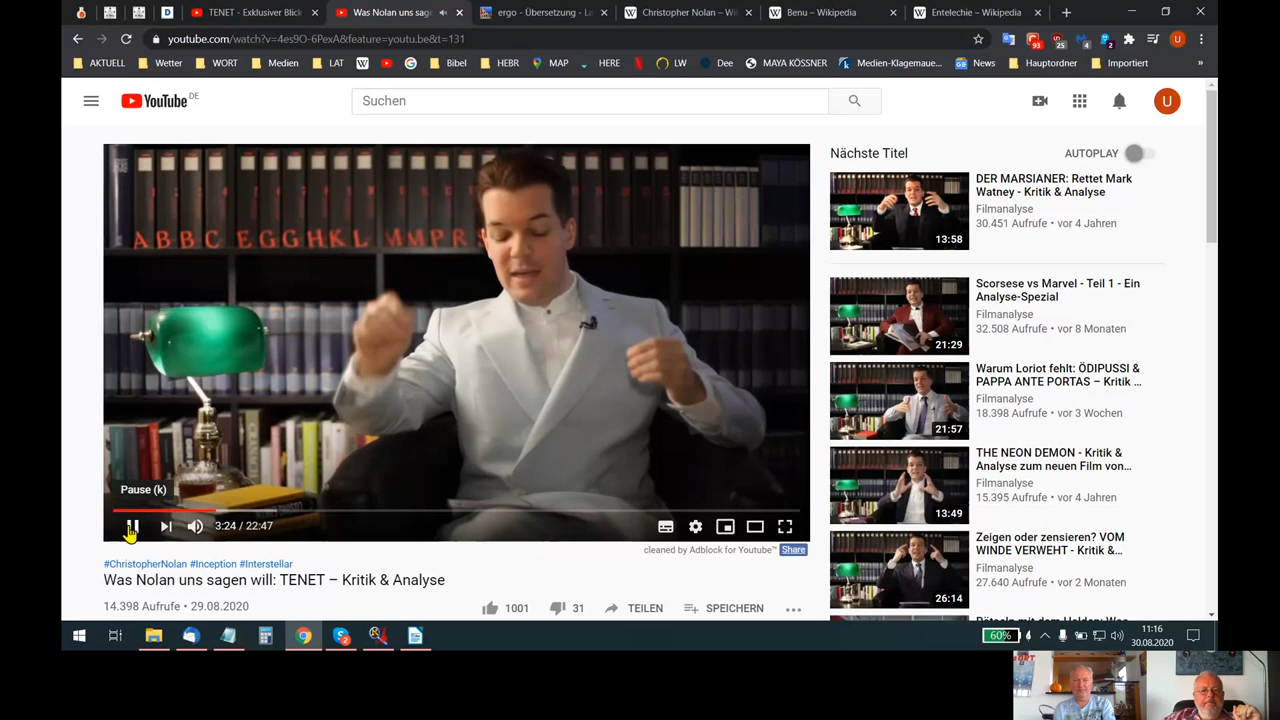 TENET - Exklusiver Blick
Was Nolan uns sage
ergo - Übersetzung - La
Christopher Nolan – Wi
Benu – Wikipedia
Entelechie – Wikipedia
youtube.com/watch?v=4es9O-6PexA&feature=youtu.be&t=131
93
25
4
2
U
AKTUELL
Wetter
WORT
Medien
LAT
Bibel
HEBR
MAP
HERE
LW
Dee
MAYA KÖSSNER
Medien-Klagemaue...
News
Hauptordner
Importiert
»
YouTube DE
Suchen
U
A B B C E G G H K L I M P R R
Pause (k)
3:24 / 22:47
cleaned by Adblock for Youtube™ Share
#ChristopherNolan #Inception #Interstellar
Was Nolan uns sagen will: TENET – Kritik & Analyse
14.398 Aufrufe • 29.08.2020
1001
31
TEILEN
SPEICHERN
Nächste Titel
AUTOPLAY
13:58
DER MARSIANER: Rettet Mark
Watney - Kritik & Analyse
Filmanalyse
30.451 Aufrufe • vor 4 Jahren
21:29
Scorsese vs Marvel - Teil 1 - Ein
Analyse-Spezial
Filmanalyse
32.508 Aufrufe • vor 8 Monaten
21:57
Warum Loriot fehlt: ÖDIPUSSI &
PAPPA ANTE PORTAS – Kritik ...
Filmanalyse
18.398 Aufrufe • vor 3 Wochen
13:49
THE NEON DEMON - Kritik &
Analyse zum neuen Film von...
Filmanalyse
15.395 Aufrufe • vor 4 Jahren
26:14
Zeigen oder zensieren? VOM
WINDE VERWEHT - Kritik &...
Filmanalyse
27.640 Aufrufe • vor 2 Monaten
60%
11:16
30.08.2020